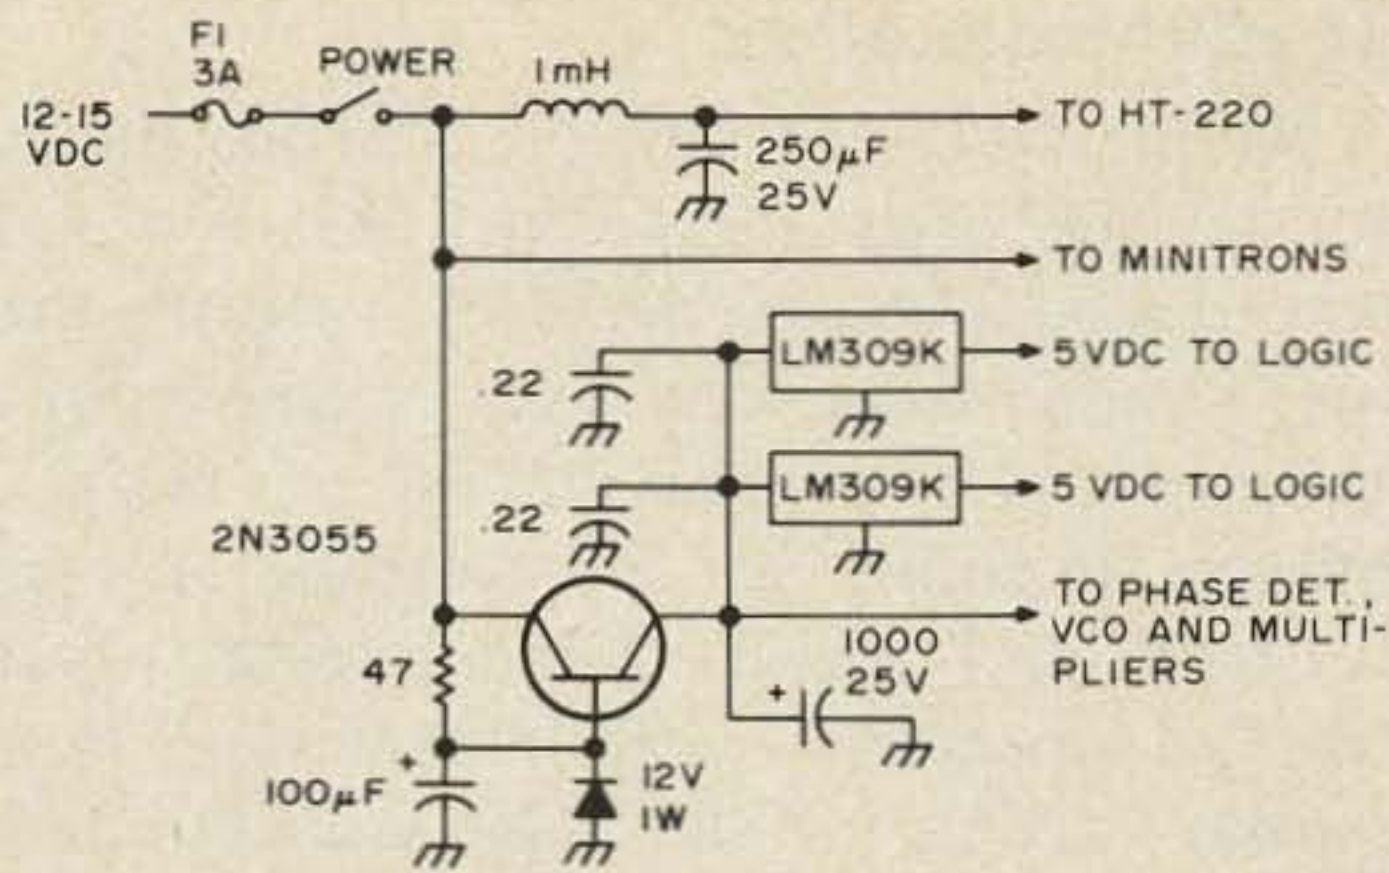 F1
3A
POWER
1mH
12-15
VDC
TO HT-220
250µF
25V
TO MINITRONS
LM309K
5VDC TO LOGIC
.22
LM309K
5 VDC TO LOGIC
.22
2N3055
TO PHASE DET.,
VCO AND MULTI-
PLIERS
1000
25V
+
47
+
100µF
12V
1W